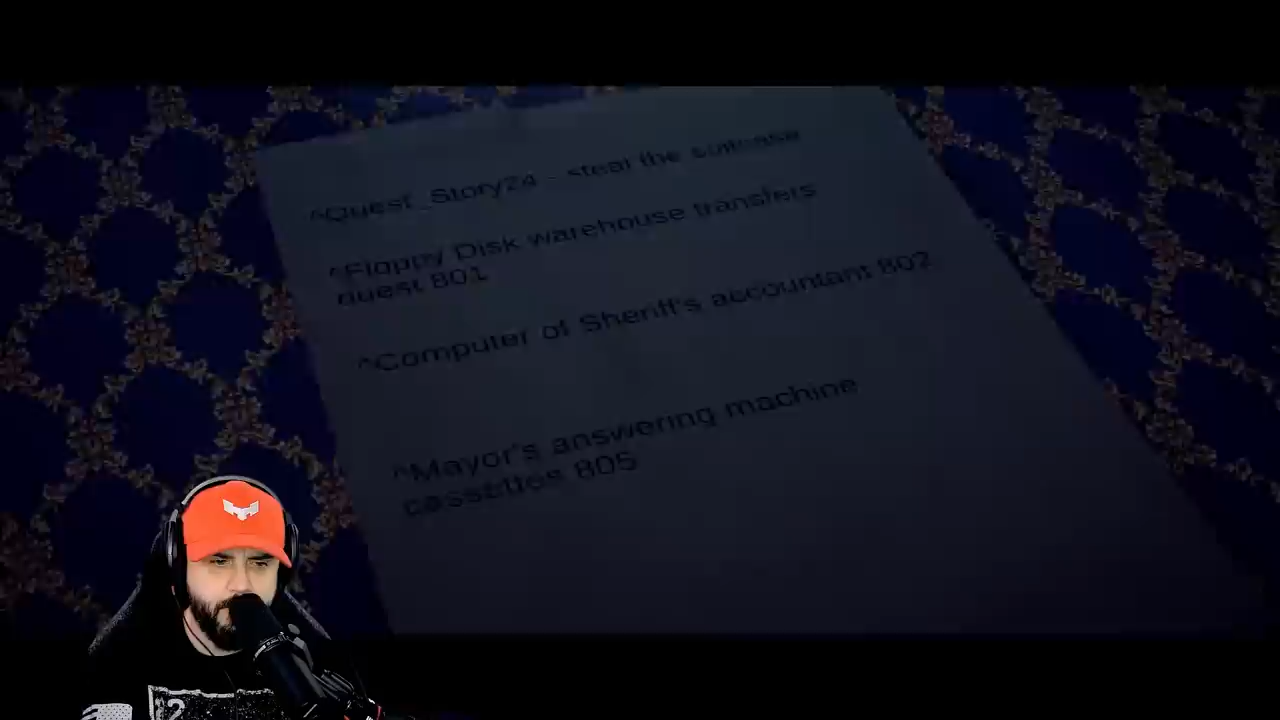 ^Quest_Story24 - steal the suitcase
^Floppy Disk warehouse transfers
quest 801
^Computer of Sheriff's accountant 802
^Mayor's answering machine
cassettes 805